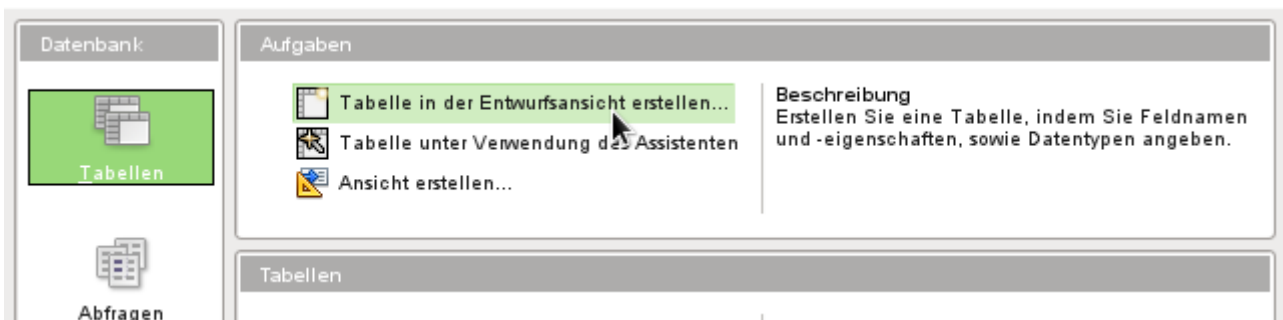 Datenbank
Tabellen
Abfragen
Aufgaben
Tabelle in der Entwurfsansicht erstellen...
Tabelle unter Verwendung des Assistenten
Ansicht erstellen...
Beschreibung
Erstellen Sie eine Tabelle, indem Sie Feldnamen
und -eigenschaften, sowie Datentypen angeben.
Tabellen